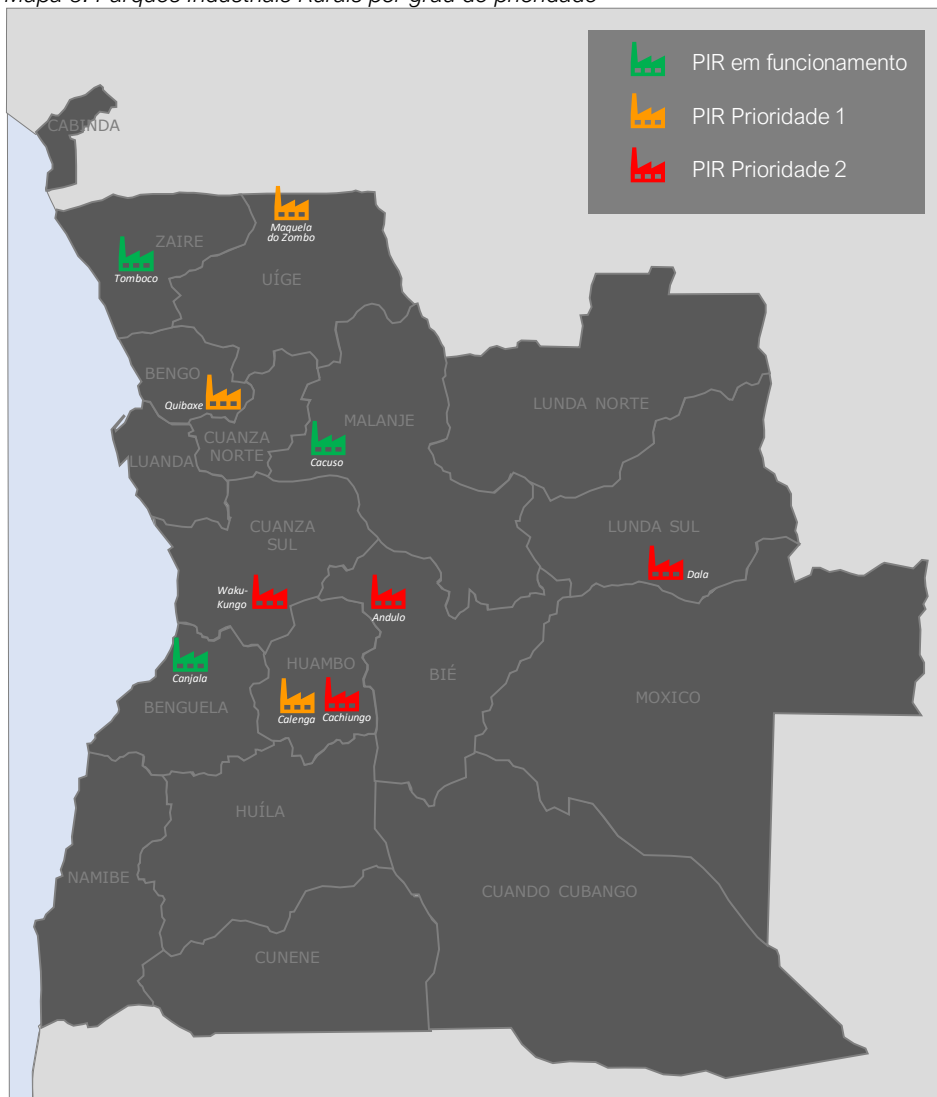 Mapa 3: Parques Industriais Rurais por grau de prioridade
PIR em funcionamento
PIR Prioridade 1
PIR Prioridade 2
CABINDA
Maquela
do Zombo
ZAIRE
Tomboco
UÍGE
BENGO
Quibaxe
LUNDA NORTE
MALANJE
CUANZA
NORTE
LUANDA
Cacuso
CUANZA
SUL
LUNDA SUL
Dala
Waku-
Kungo
Andulo
HUAMBO
Canjala
BIÉ
MOXICO
BENGUELA
Calenga
Cachiungo
HUÍLA
NAMIBE
CUANDO CUBANGO
CUNENE